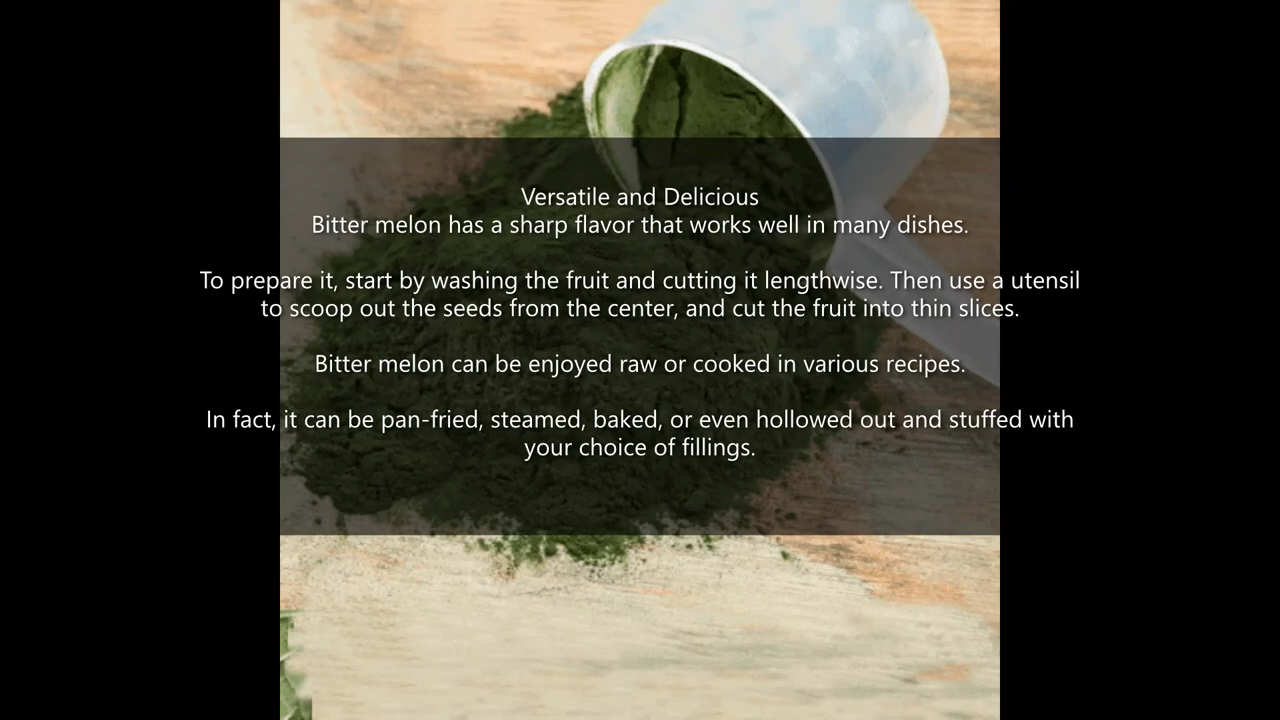 Versatile and Delicious
Bitter melon has a sharp flavor that works well in many dishes.
To prepare it, start by washing the fruit and cutting it lengthwise. Then use a utensil
to scoop out the seeds from the center, and cut the fruit into thin slices.
Bitter melon can be enjoyed raw or cooked in various recipes.
In fact, it can be pan-fried, steamed, baked, or even hollowed out and stuffed with
your choice of fillings.